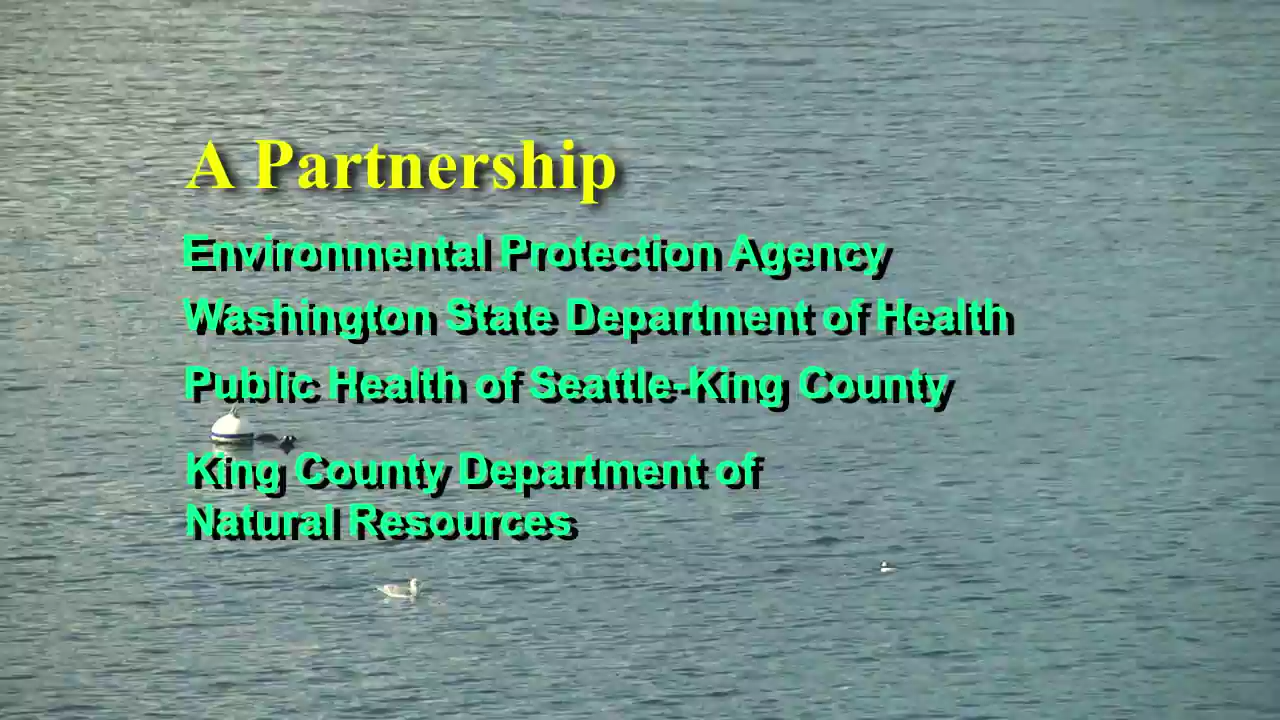 A Partnership
Environmental Protection Agency
Washington State Department of Health
Public Health of Seattle-King County
King County Department of
Natural Resources